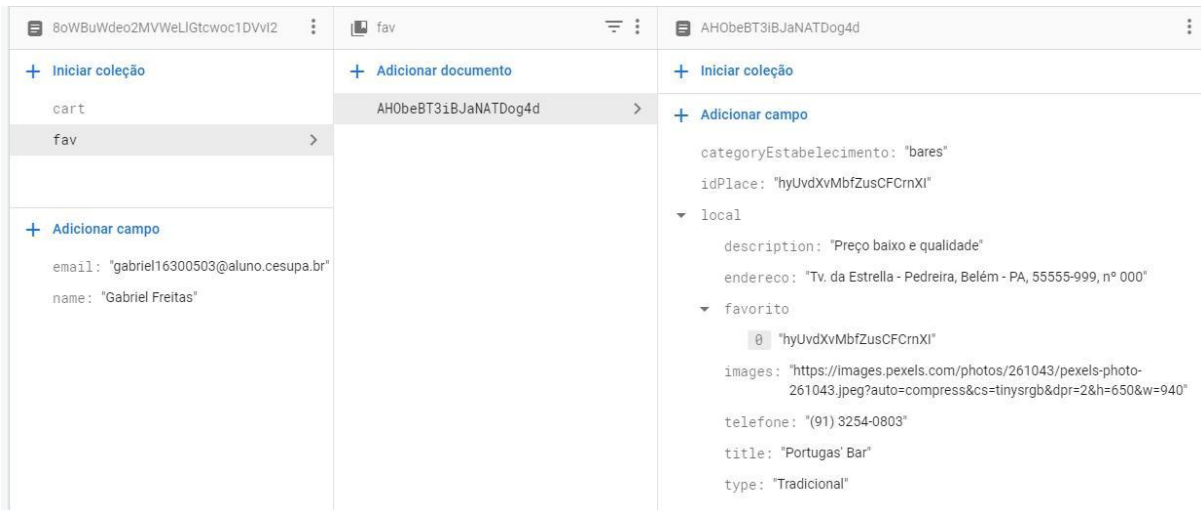 8oWBuWdeo2MVWeLlGtcwoc1DVvI2
Iniciar coleção
cart
fav
Adicionar campo
email: "gabriel16300503@aluno.cesupa.br"
name: "Gabriel Freitas"
fav
Adicionar documento
AHObeBT3iBJaNATDog4d
AHObeBT3iBJaNATDog4d
Iniciar coleção
Adicionar campo
categoryEstabelecimento: "bares"
idPlace: "hyUvdXvMbfZusCFCrnXI"
local
description: "Preço baixo e qualidade"
endereco: "Tv. da Estrella - Pedreira, Belém - PA, 55555-999, nº 000"
favorito
0 "hyUvdXvMbfZusCFCrnXI"
images: "https://images.pexels.com/photos/261043/pexels-photo-
261043.jpeg?auto=compress&cs=tinysrgb&dpr=2&h=650&w=940"
telefone: "(91) 3254-0803"
title: "Portugas' Bar"
type: "Tradicional"